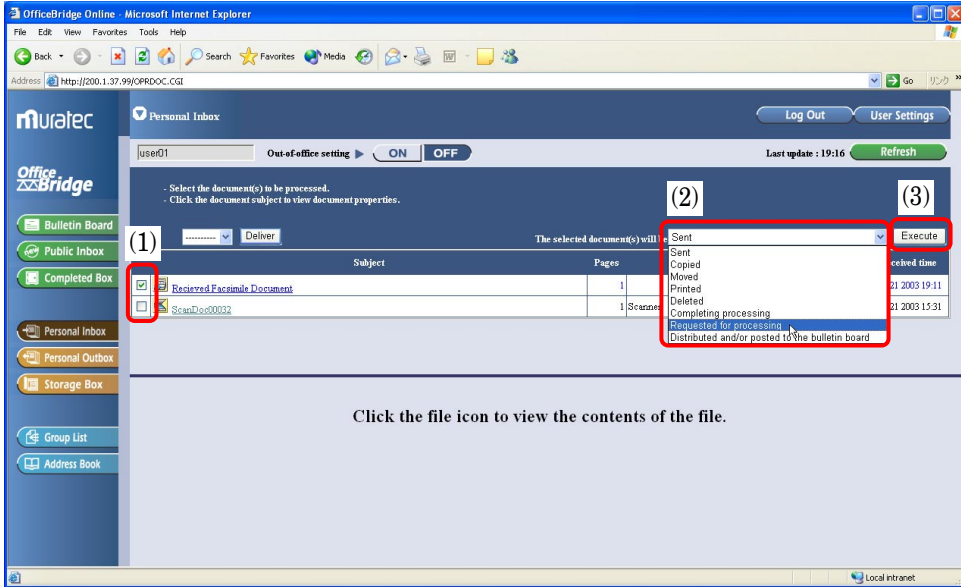 OfficeBridge Online - Microsoft Internet Explorer
File Edit View Favorites Tools Help
Back Search Favorites Media
Address http://200.1.37.99/OPRDOC.CGI Go リンク »
muratec Personal Inbox Log Out User Settings
user01 Out-of-office setting ON OFF Last update : 19:16 Refresh
Office Bridge
- Select the document(s) to be processed.
- Click the document subject to view document properties.
(1) (2) (3)
---------- Deliver The selected document(s) will be Sent Execute
Subject Pages ceived time
Recieved Facsimile Document 1 21 2003 19:11
ScanDoc00032 1 Scanner 21 2003 15:31
Sent
Copied
Moved
Printed
Deleted
Completing processing
Requested for processing
Distributed and/or posted to the bulletin board
Bulletin Board
Public Inbox
Completed Box
Personal Inbox
Personal Outbox
Storage Box
Group List
Address Book
Click the file icon to view the contents of the file.
Local intranet